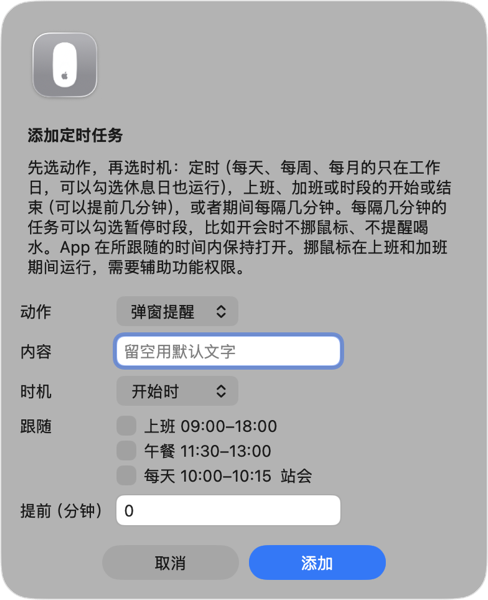 添加定时任务
先选动作，再选时机：定时（每天、每周、每月的只在工作
日，可以勾选休息日也运行），上班、加班或时段的开始或结
束（可以提前几分钟），或者期间每隔几分钟。每隔几分钟的
任务可以勾选暂停时段，比如开会时不挪鼠标、不提醒喝
水。App 在所跟随的时间内保持打开。挪鼠标在上班和加班
期间运行，需要辅助功能权限。
动作 弹窗提醒
内容 留空用默认文字
时机 开始时
跟随 上班 09:00–18:00
午餐 11:30–13:00
每天 10:00–10:15 站会
提前（分钟） 0
取消 添加